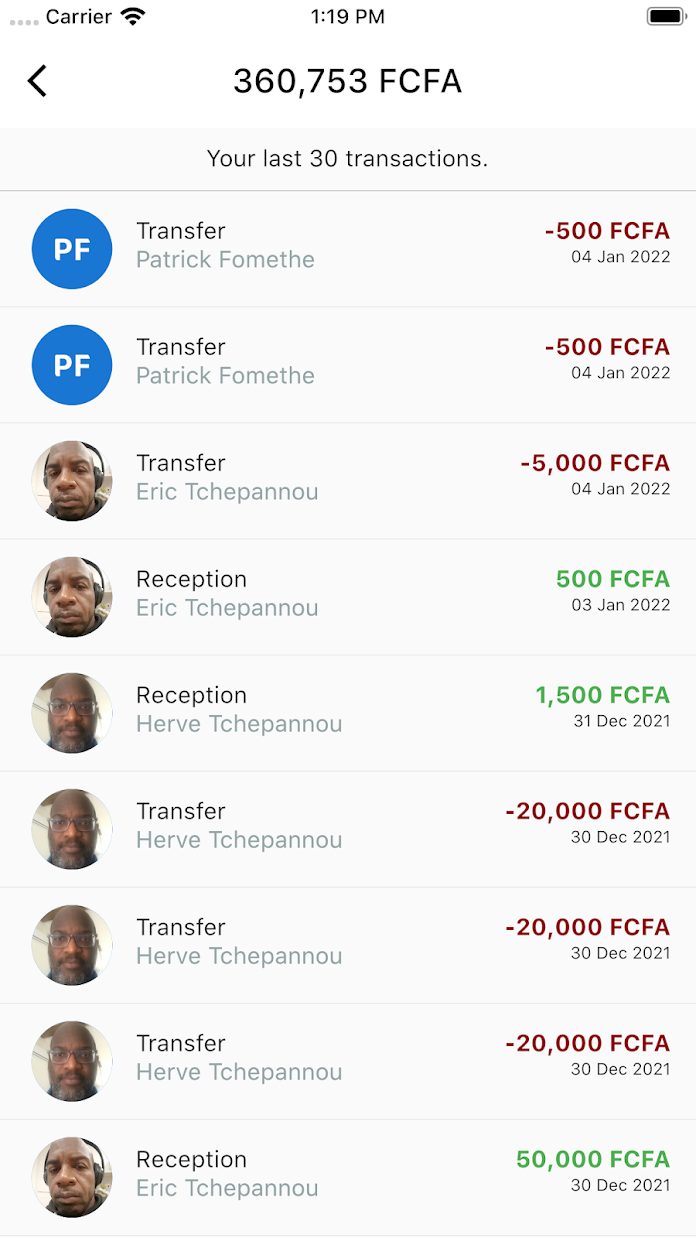 Carrier 1:19 PM
360,753 FCFA
Your last 30 transactions.
PF Transfer -500 FCFA
Patrick Fomethe 04 Jan 2022
PF Transfer -500 FCFA
Patrick Fomethe 04 Jan 2022
Transfer -5,000 FCFA
Eric Tchepannou 04 Jan 2022
Reception 500 FCFA
Eric Tchepannou 03 Jan 2022
Reception 1,500 FCFA
Herve Tchepannou 31 Dec 2021
Transfer -20,000 FCFA
Herve Tchepannou 30 Dec 2021
Transfer -20,000 FCFA
Herve Tchepannou 30 Dec 2021
Transfer -20,000 FCFA
Herve Tchepannou 30 Dec 2021
Reception 50,000 FCFA
Eric Tchepannou 30 Dec 2021